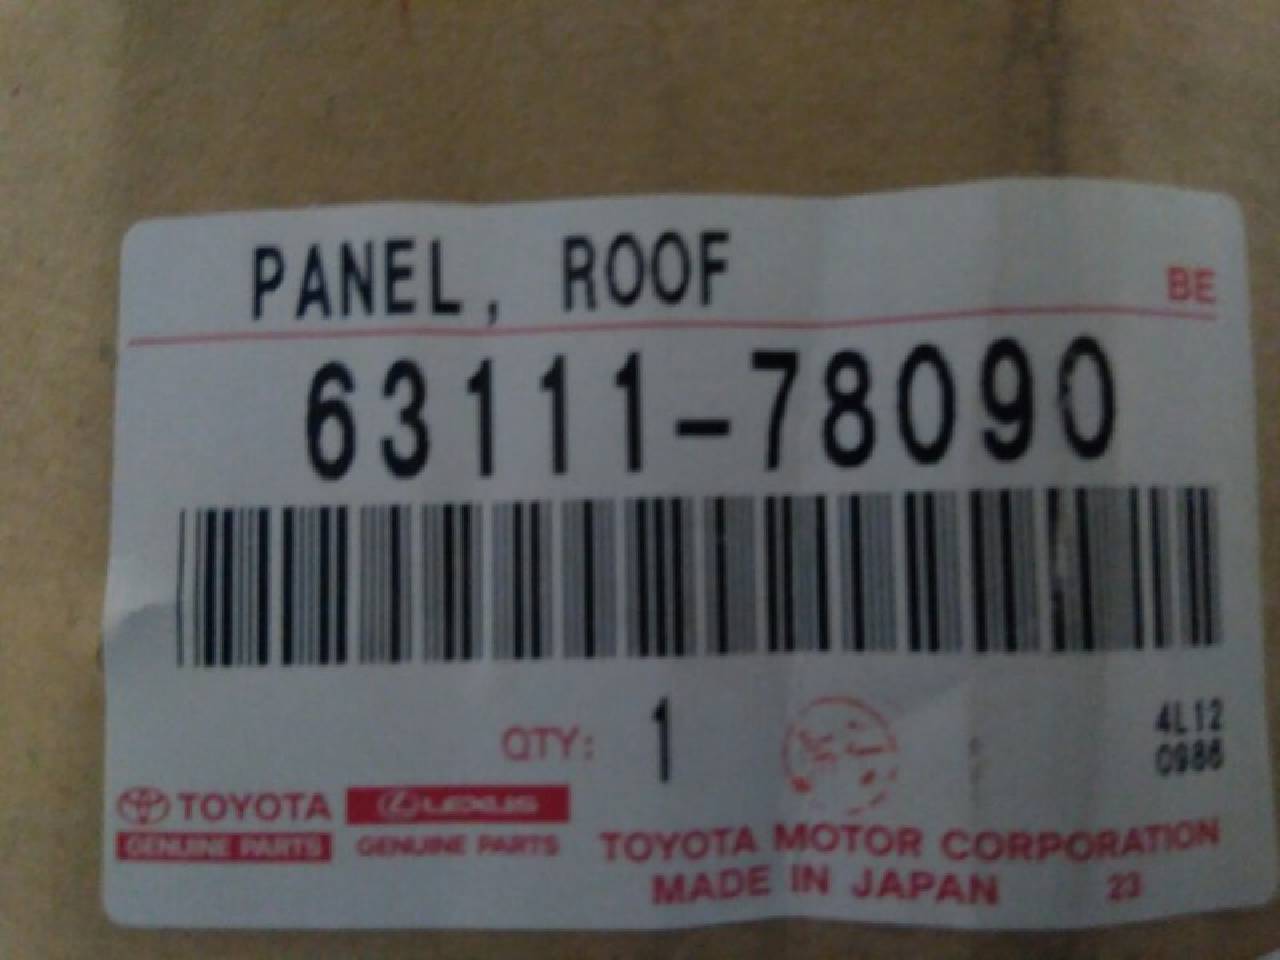 PANEL, ROOF
BE
63111-78090
QTY: 1
4L12
0986
TOYOTA
GENUINE PARTS
LEXUS
GENUINE PARTS
TOYOTA MOTOR CORPORATION
MADE IN JAPAN 23